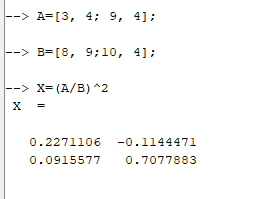 --> A=[3, 4; 9, 4];
--> B=[8, 9;10, 4];
--> X=(A/B)^2
X  =
0.2271106  -0.1144471
0.0915577   0.7077883